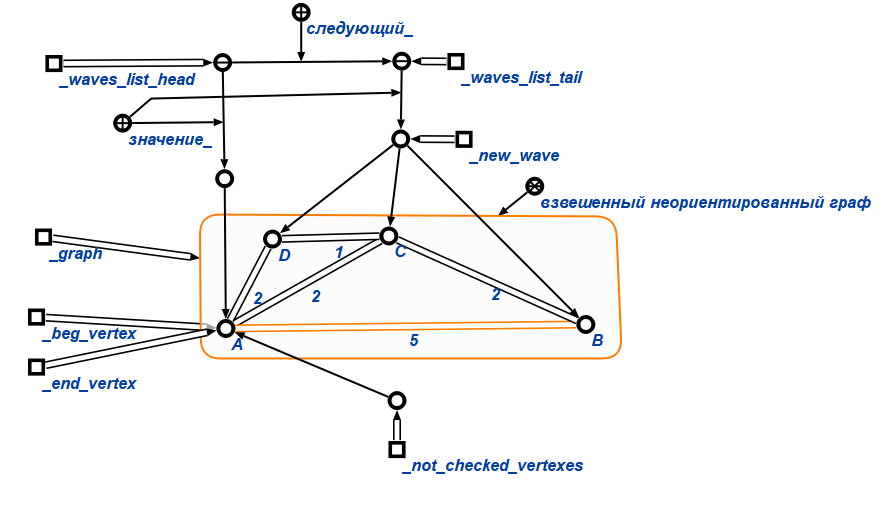 следующий_
_waves_list_head
_waves_list_tail
значение_
_new_wave
взвешенный неориентированный граф
_graph
D
1
C
2
2
2
_beg_vertex
A
5
B
_end_vertex
_not_checked_vertexes